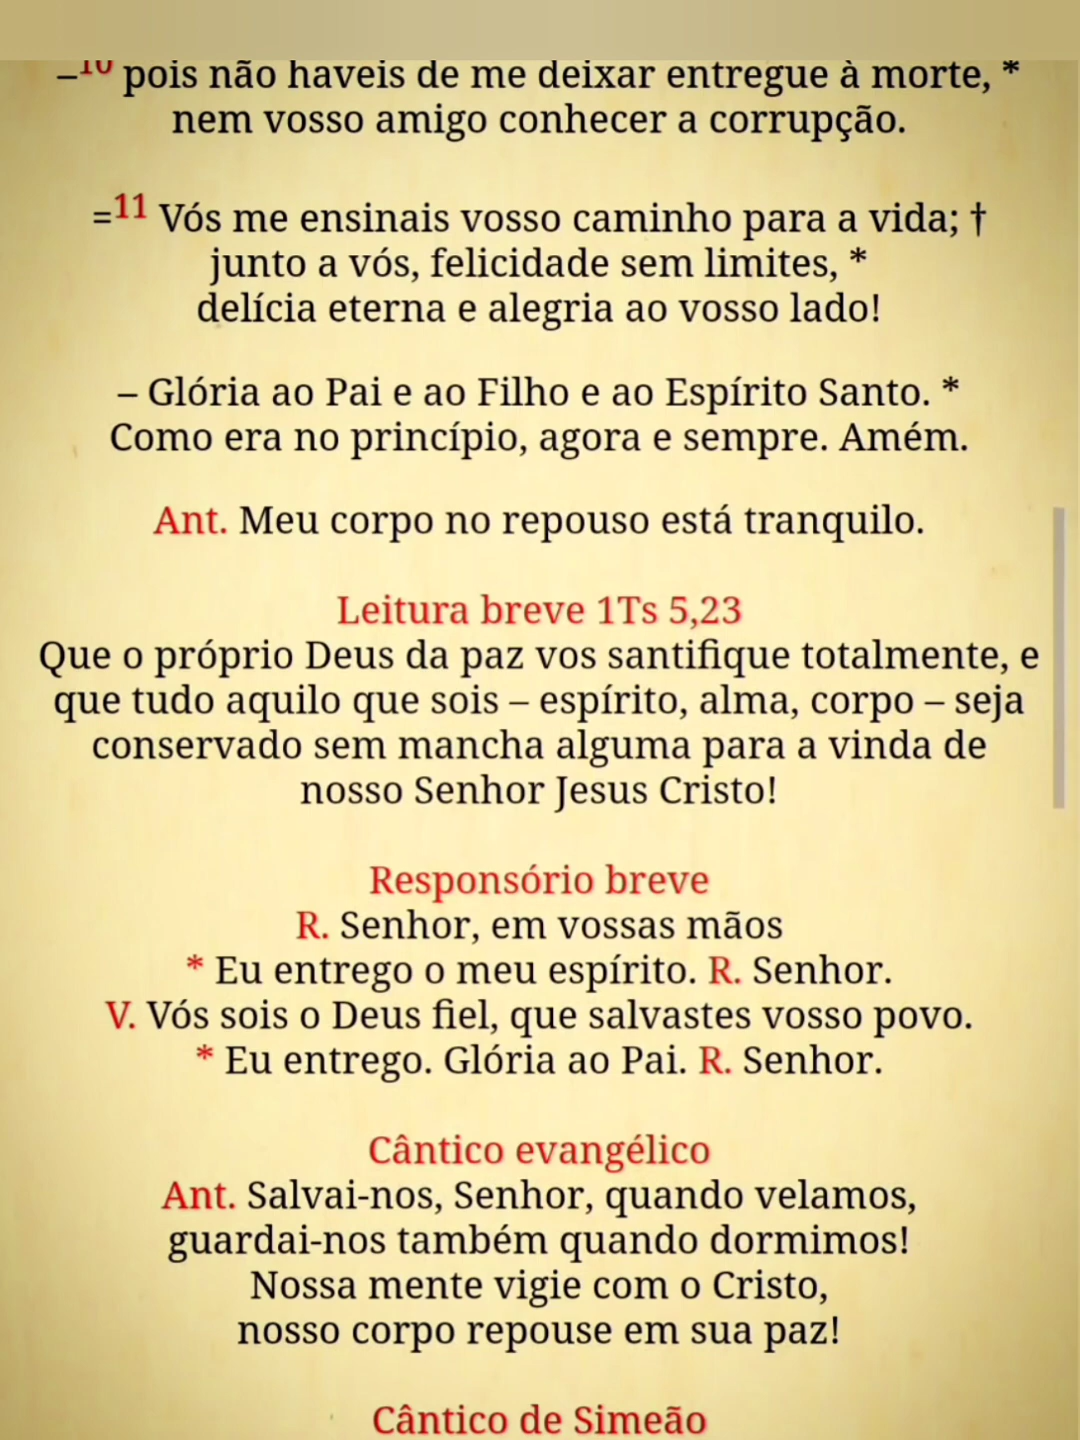 –10 pois não haveis de me deixar entregue à morte, *
nem vosso amigo conhecer a corrupção.
=11 Vós me ensinais vosso caminho para a vida; †
junto a vós, felicidade sem limites, *
delícia eterna e alegria ao vosso lado!
– Glória ao Pai e ao Filho e ao Espírito Santo. *
Como era no princípio, agora e sempre. Amém.
Ant. Meu corpo no repouso está tranquilo.
Leitura breve 1Ts 5,23
Que o próprio Deus da paz vos santifique totalmente, e
que tudo aquilo que sois – espírito, alma, corpo – seja
conservado sem mancha alguma para a vinda de
nosso Senhor Jesus Cristo!
Responsório breve
R. Senhor, em vossas mãos
* Eu entrego o meu espírito. R. Senhor.
V. Vós sois o Deus fiel, que salvastes vosso povo.
* Eu entrego. Glória ao Pai. R. Senhor.
Cântico evangélico
Ant. Salvai-nos, Senhor, quando velamos,
guardai-nos também quando dormimos!
Nossa mente vigie com o Cristo,
nosso corpo repouse em sua paz!
Cântico de Simeão